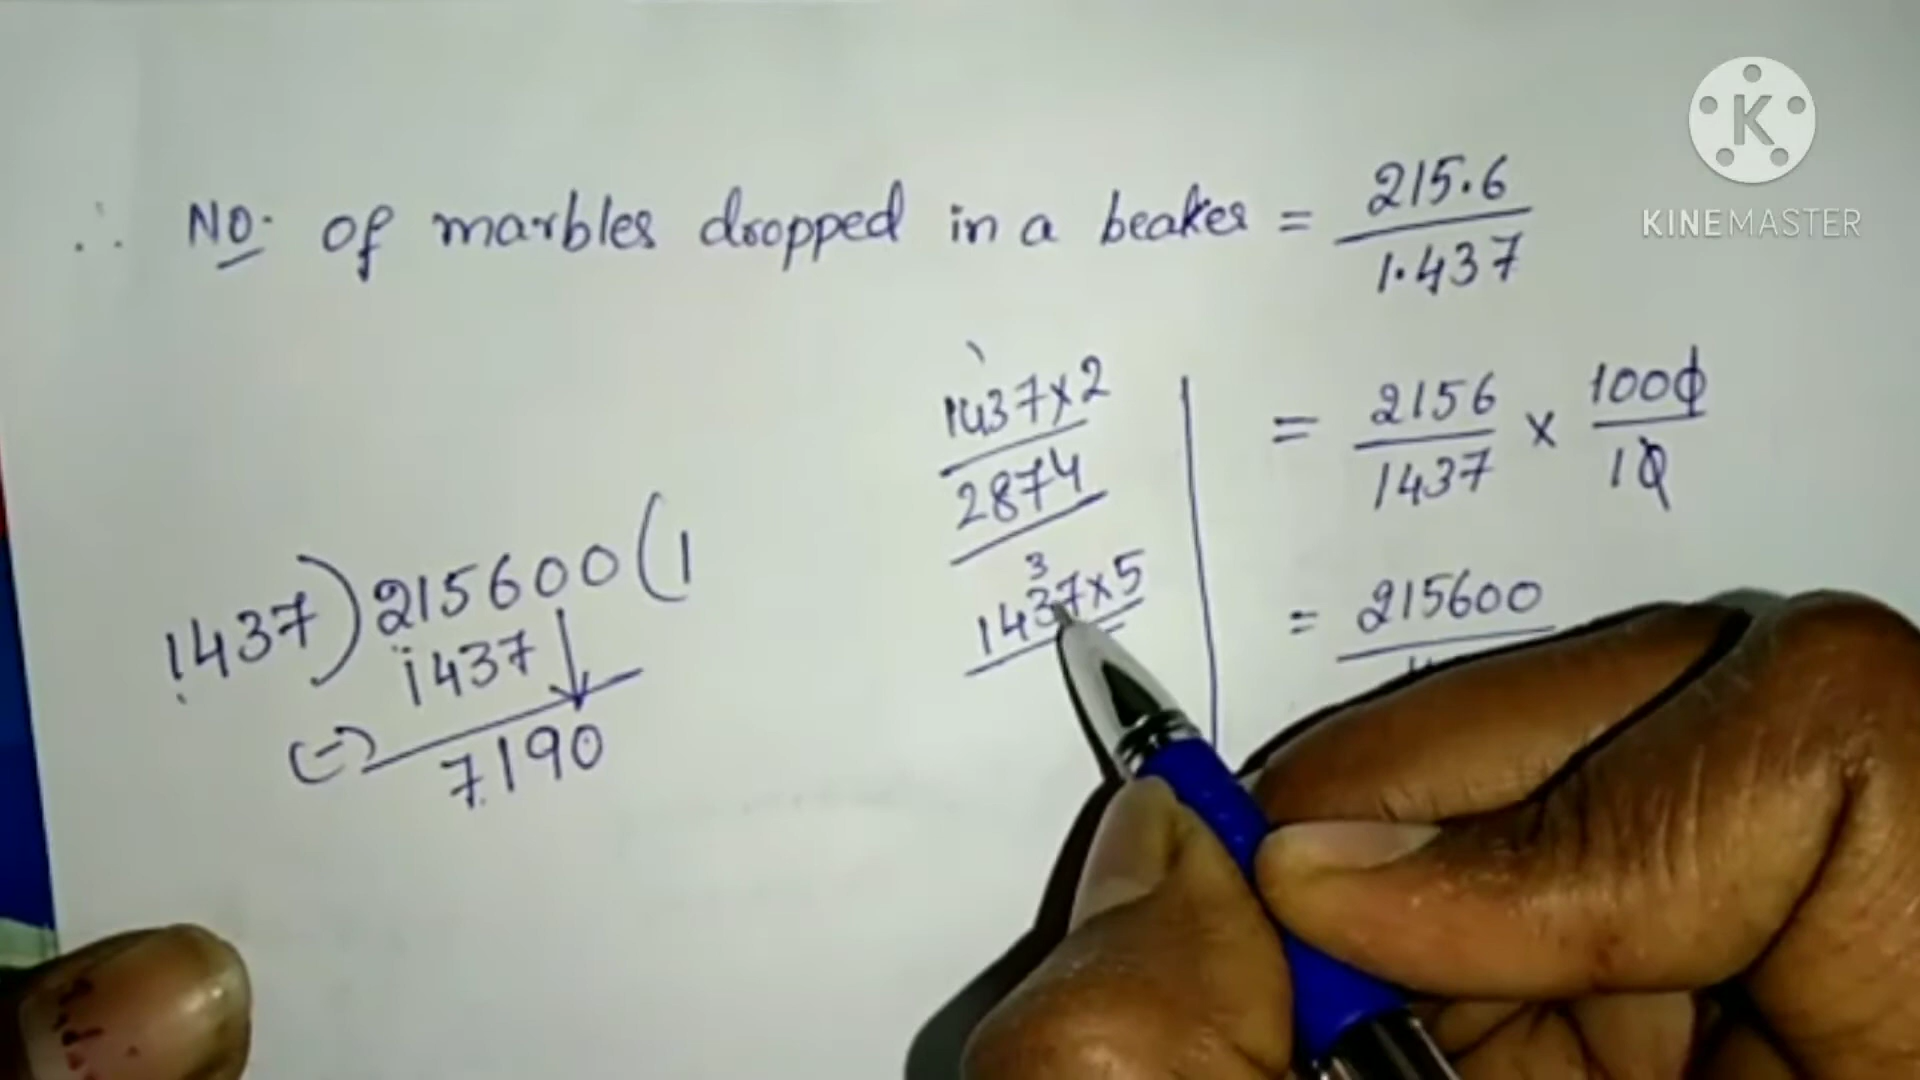 ∴ No. of marbles dropped in a beaker = 215.6 / 1.437
= 2156 / 1437 × 1000 / 10
= 215600
1437 × 2
2874
3
1437 × 5
1437 ) 215600 ( 1
1437
(-)
7190
K
KINEMASTER